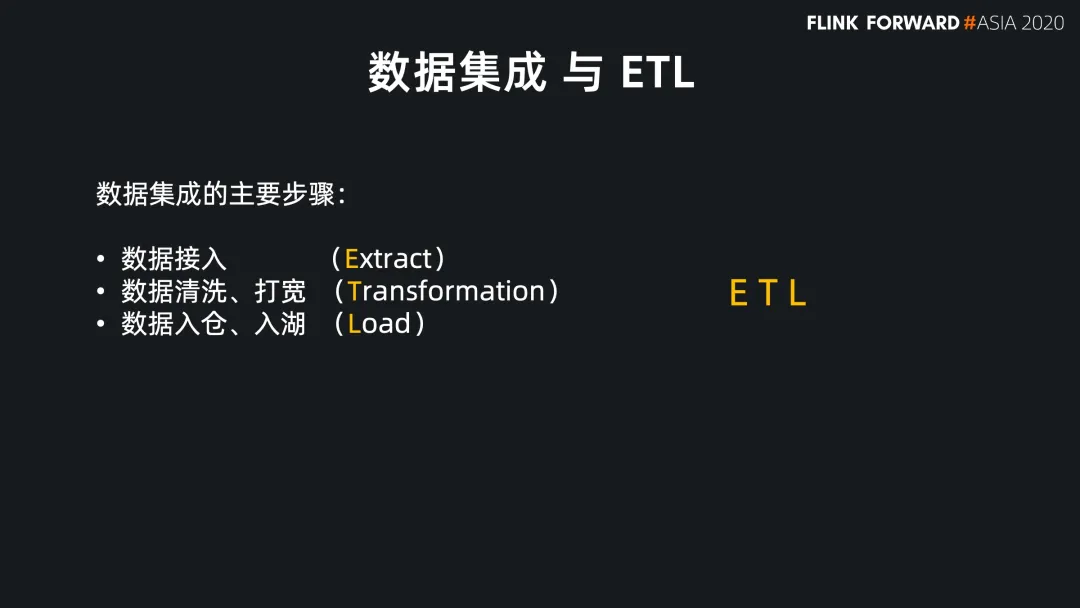 FLINK FORWARD #ASIA 2020
数据集成 与 ETL
数据集成的主要步骤：
• 数据接入 （Extract）
• 数据清洗、打宽 （Transformation）
• 数据入仓、入湖 （Load）
E T L